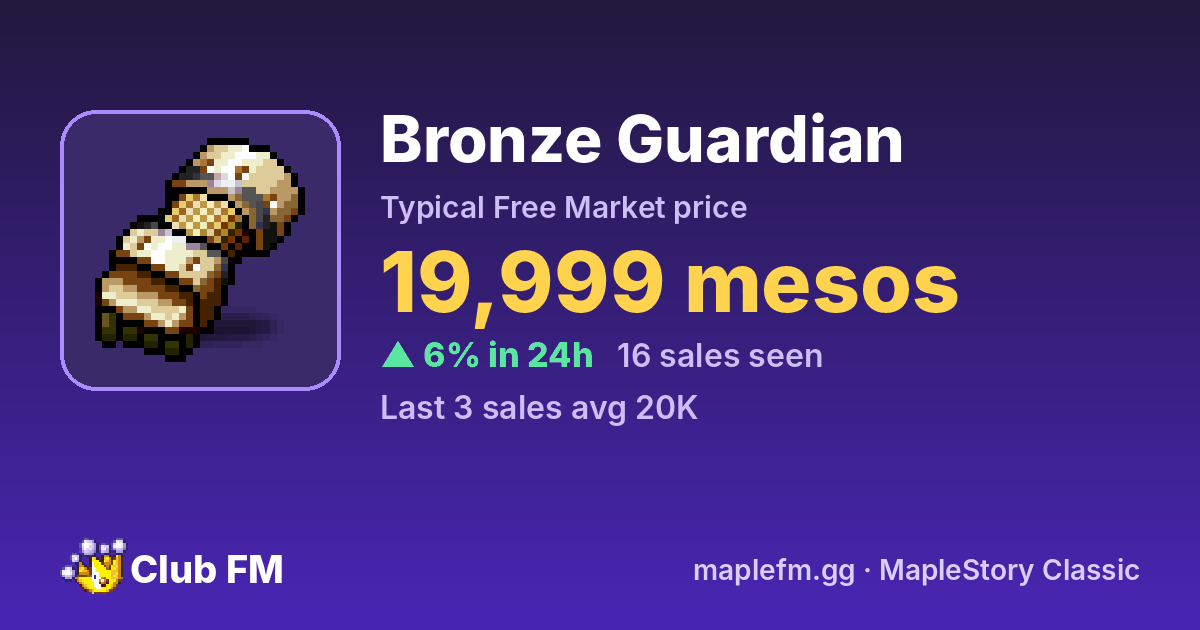 Bronze Guardian
Typical Free Market price
19,999 mesos
▲ 6% in 24h 16 sales seen
Last 3 sales avg 20K
Club FM
maplefm.gg · MapleStory Classic